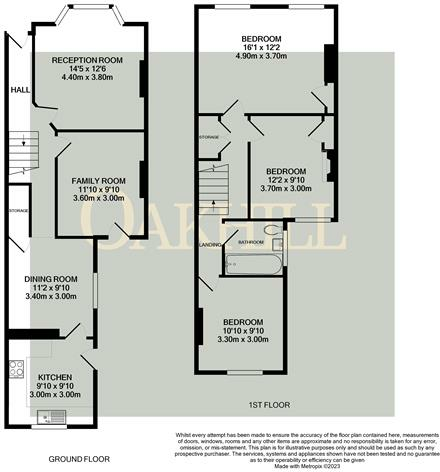 RECEPTION ROOM
14'5 x 12'6
4.40m x 3.80m
HALL
FAMILY ROOM
11'10 x 9'10
3.60m x 3.00m
STORAGE
DINING ROOM
11'2 x 9'10
3.40m x 3.00m
KITCHEN
9'10 x 9'10
3.00m x 3.00m
GROUND FLOOR
BEDROOM
16'1 x 12'2
4.90m x 3.70m
STORAGE
BEDROOM
12'2 x 9'10
3.70m x 3.00m
LANDING
BATHROOM
BEDROOM
10'10 x 9'10
3.30m x 3.00m
1ST FLOOR
OAKHILL
Whilst every attempt has been made to ensure the accuracy of the floor plan contained here, measurements
of doors, windows, rooms and any other items are approximate and no responsibility is taken for any error,
omission, or mis-statement. This plan is for illustrative purposes only and should be used as such by any
prospective purchaser. The services, systems and appliances shown have not been tested and no guarantee
as to their operability or efficiency can be given
Made with Metropix ©2023